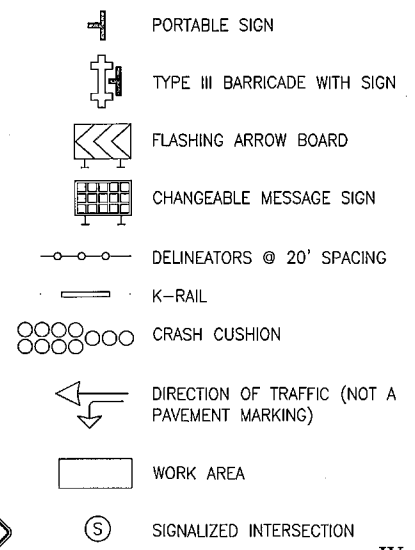 PORTABLE SIGN
TYPE III BARRICADE WITH SIGN
FLASHING ARROW BOARD
CHANGEABLE MESSAGE SIGN
DELINEATORS @ 20' SPACING
K-RAIL
CRASH CUSHION
DIRECTION OF TRAFFIC (NOT A
PAVEMENT MARKING)
WORK AREA
S SIGNALIZED INTERSECTION